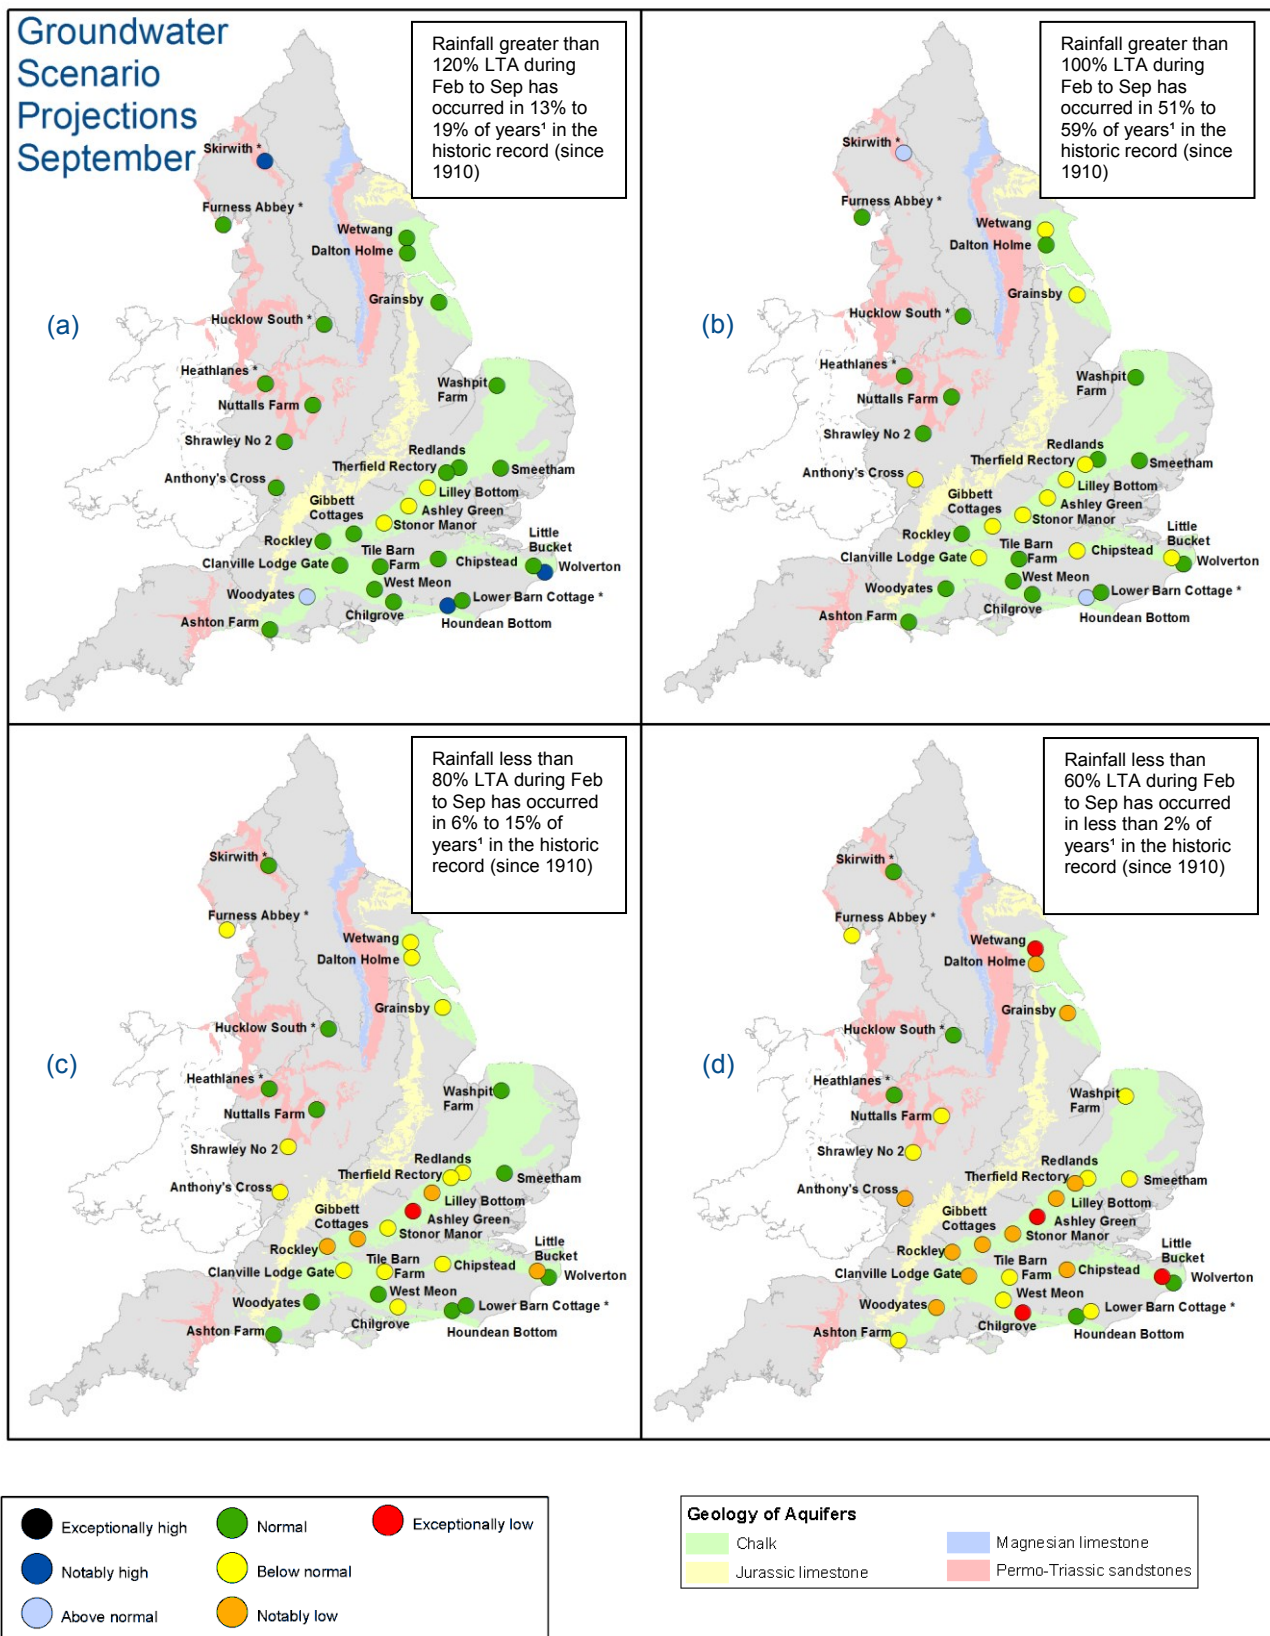 Groundwater
Scenario
Projections
September
Rainfall greater than
120% LTA during
Feb to Sep has
occurred in 13% to
19% of years¹ in the
historic record (since
1910)
Skirwith *
Furness Abbey *
Wetwang
Dalton Holme
Grainsby
(a)
Hucklow South *
Heathlanes *
Washpit
Farm
Nuttalls Farm
Shrawley No 2
Redlands
Therfield Rectory
Smeetham
Anthony's Cross
Lilley Bottom
Gibbett
Cottages
Ashley Green
Stonor Manor
Little
Bucket
Rockley
Tile Barn
Farm
Chipstead
Clanville Lodge Gate
Wolverton
West Meon
Woodyates
Lower Barn Cottage *
Chilgrove
Houndean Bottom
Ashton Farm
Rainfall greater than
100% LTA during
Feb to Sep has
occurred in 51% to
59% of years¹ in the
historic record (since
1910)
Skirwith *
Furness Abbey *
Wetwang
Dalton Holme
Grainsby
(b)
Hucklow South *
Heathlanes *
Washpit
Farm
Nuttalls Farm
Shrawley No 2
Redlands
Therfield Rectory
Smeetham
Anthony's Cross
Lilley Bottom
Gibbett
Cottages
Ashley Green
Stonor Manor
Little
Bucket
Rockley
Tile Barn
Farm
Chipstead
Clanville Lodge Gate
Wolverton
West Meon
Woodyates
Lower Barn Cottage *
Chilgrove
Houndean Bottom
Ashton Farm
Rainfall less than
80% LTA during Feb
to Sep has occurred
in 6% to 15% of
years¹ in the historic
record (since 1910)
Skirwith *
Furness Abbey *
Wetwang
Dalton Holme
Grainsby
Hucklow South *
(c)
Heathlanes *
Washpit
Farm
Nuttalls Farm
Shrawley No 2
Redlands
Therfield Rectory
Smeetham
Anthony's Cross
Lilley Bottom
Gibbett
Cottages
Ashley Green
Stonor Manor
Little
Bucket
Rockley
Tile Barn
Farm
Chipstead
Clanville Lodge Gate
Wolverton
West Meon
Woodyates
Lower Barn Cottage *
Chilgrove
Houndean Bottom
Ashton Farm
Rainfall less than
60% LTA during Feb
to Sep has occurred
in less than 2% of
years¹ in the historic
record (since 1910)
Skirwith *
Furness Abbey *
Wetwang
Dalton Holme
Grainsby
Hucklow South *
(d)
Heathlanes *
Washpit
Farm
Nuttalls Farm
Shrawley No 2
Redlands
Therfield Rectory
Smeetham
Anthony's Cross
Lilley Bottom
Gibbett
Cottages
Ashley Green
Stonor Manor
Little
Bucket
Rockley
Tile Barn
Farm
Chipstead
Clanville Lodge Gate
Wolverton
West Meon
Woodyates
Lower Barn Cottage *
Chilgrove
Houndean Bottom
Ashton Farm
Exceptionally high
Normal
Exceptionally low
Notably high
Below normal
Above normal
Notably low
Geology of Aquifers
Chalk
Magnesian limestone
Jurassic limestone
Permo-Triassic sandstones